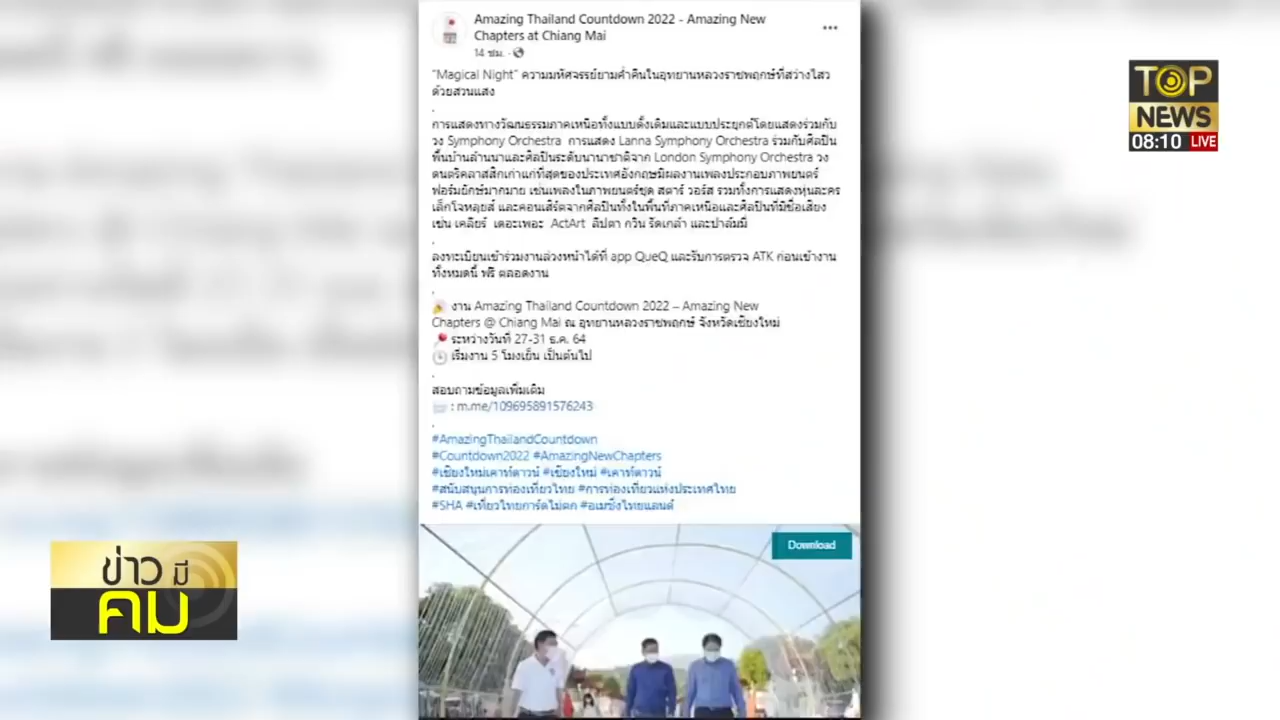 Amazing Thailand Countdown 2022 - Amazing New
Chapters at Chiang Mai
14 ชม. ·
"Magical Night" ความมหัศจรรย์ยามค่ำคืนในอุทยานหลวงราชพฤกษ์ที่สว่างไสว
ด้วยสวนแสง
.
การแสดงทางวัฒนธรรมภาคเหนือทั้งแบบดั้งเดิมและแบบประยุกต์โดยแสดงร่วมกับ
วง Symphony Orchestra การแสดง Lanna Symphony Orchestra ร่วมกับศิลปิน
พื้นบ้านล้านนาและศิลปินระดับนานาชาติจาก London Symphony Orchestra วง
ดนตรีคลาสสิกเก่าแก่ที่สุดของประเทศอังกฤษมีผลงานเพลงประกอบภาพยนตร์
ฟอร์มยักษ์มากมาย เช่นเพลงในภาพยนตร์ชุด สตาร์ วอร์ส รวมทั้งการแสดงหุ่นละคร
เล็กโจหลุยส์ และคอนเสิร์ตจากศิลปินทั้งในพื้นที่ภาคเหนือและศิลปินที่มีชื่อเสียง
เช่น เคลียร์ เดอะเพอะ ActArt ลิปตา กวิน รัดเกล้า และปาล์มมี่
.
ลงทะเบียนเข้าร่วมงานล่วงหน้าได้ที่ app QueQ และรับการตรวจ ATK ก่อนเข้างาน
ทั้งหมดนี้ ฟรี ตลอดงาน
.
งาน Amazing Thailand Countdown 2022 – Amazing New
Chapters @ Chiang Mai ณ อุทยานหลวงราชพฤกษ์ จังหวัดเชียงใหม่
ระหว่างวันที่ 27-31 ธ.ค. 64
เริ่มงาน 5 โมงเย็น เป็นต้นไป
.
สอบถามข้อมูลเพิ่มเติม
: m.me/109695891576243
.
#AmazingThailandCountdown
#Countdown2022 #AmazingNewChapters
#เชียงใหม่เคาท์ดาวน์ #เชียงใหม่ #เคาท์ดาวน์
#สนับสนุนการท่องเที่ยวไทย #การท่องเที่ยวแห่งประเทศไทย
#SHA #เที่ยวไทยการ์ดไม่ตก #อเมซิ่งไทยแลนด์
Download
TOP
NEWS
08:10 LIVE
ข่าวมี
คม